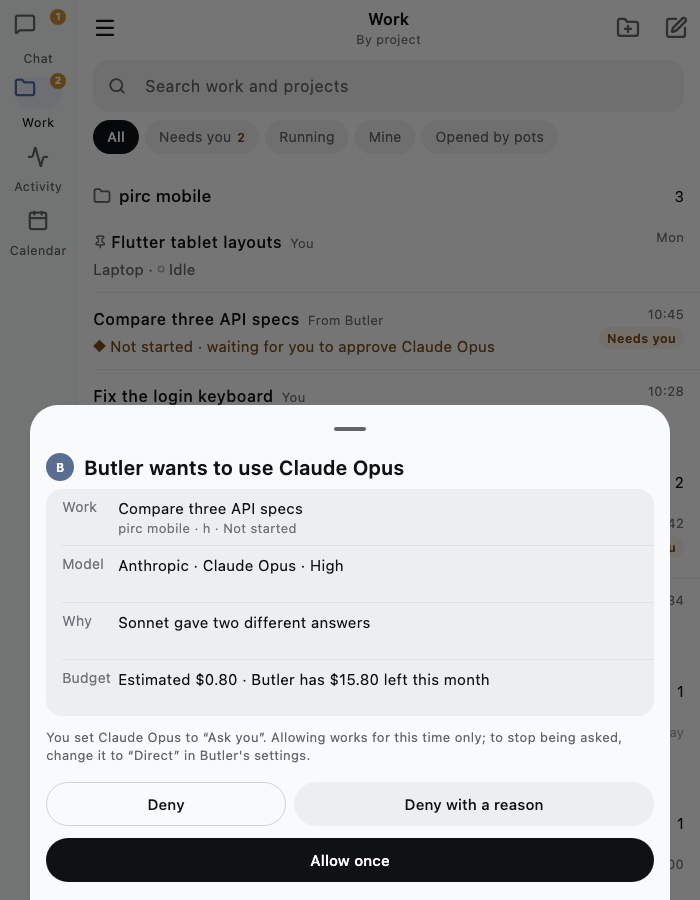 1
Chat
2
Work
Activity
Calendar
Work
By project
Search work and projects
All
Needs you 2
Running
Mine
Opened by pots
pirc mobile
3
Flutter tablet layouts You
Mon
Laptop · Idle
Compare three API specs From Butler
10:45
Not started · waiting for you to approve Claude Opus
Needs you
Fix the login keyboard You
10:28
2
1
1
B
Butler wants to use Claude Opus
Work
Compare three API specs
pirc mobile · h · Not started
Model
Anthropic · Claude Opus · High
Why
Sonnet gave two different answers
Budget
Estimated $0.80 · Butler has $15.80 left this month
You set Claude Opus to “Ask you”. Allowing works for this time only; to stop being asked,
change it to “Direct” in Butler's settings.
Deny
Deny with a reason
Allow once